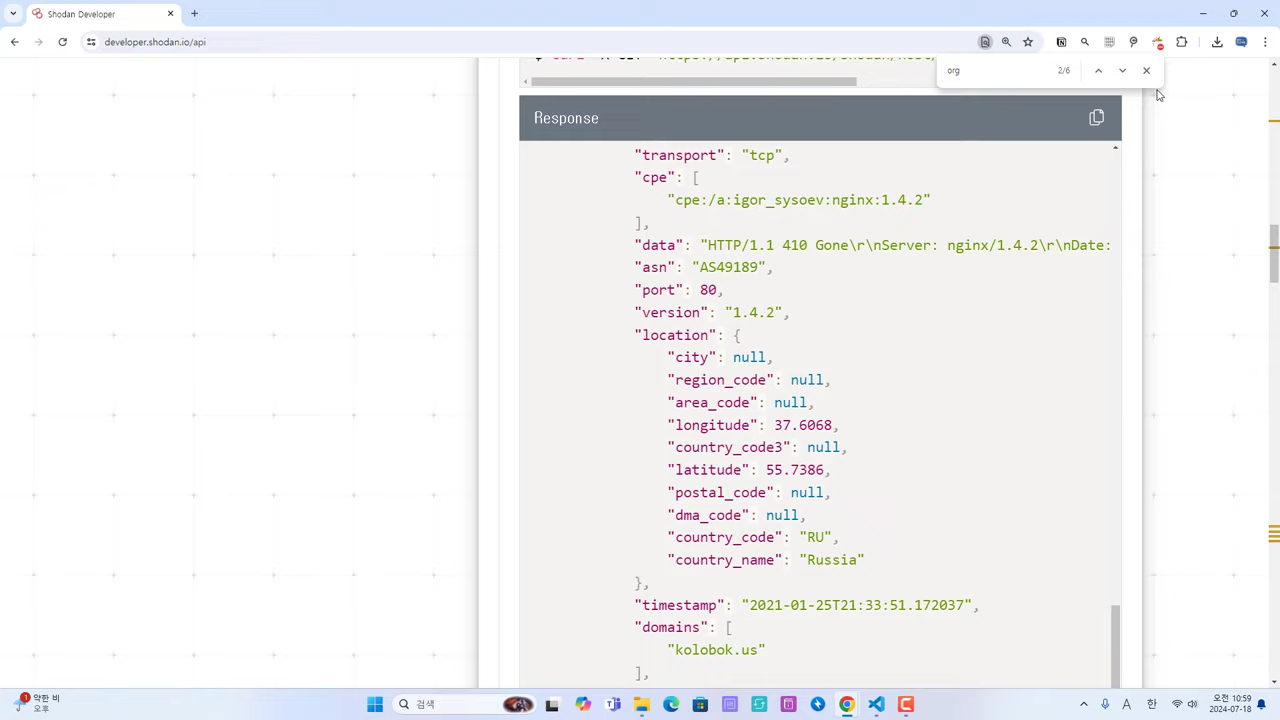 Shodan Developer
developer.shodan.io/api
org
2/6
Response
"transport": "tcp",
"cpe": [
"cpe:/a:igor_sysoev:nginx:1.4.2"
],
"data": "HTTP/1.1 410 Gone\r\nServer: nginx/1.4.2\r\nDate:
"asn": "AS49189",
"port": 80,
"version": "1.4.2",
"location": {
"city": null,
"region_code": null,
"area_code": null,
"longitude": 37.6068,
"country_code3": null,
"latitude": 55.7386,
"postal_code": null,
"dma_code": null,
"country_code": "RU",
"country_name": "Russia"
},
"timestamp": "2021-01-25T21:33:51.172037",
"domains": [
"kolobok.us"
],
1
약한 비
오후
검색
A
한
오전 10:59
2024-07-18